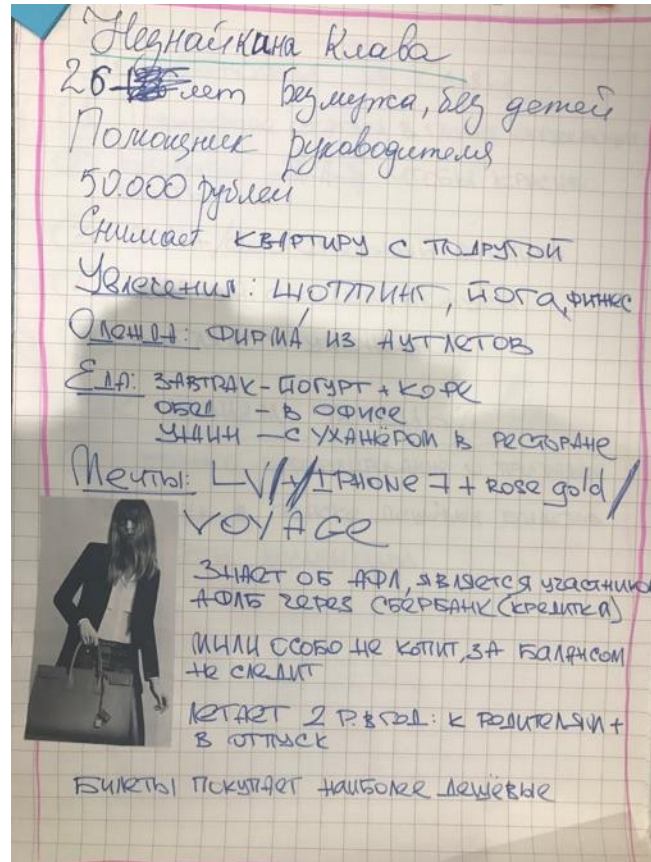 Незнайкина Клава
26 лет Без мужа, без детей
Помощник руководителя
50.000 рублей
Снимает квартиру с подругой
Увлечения: шоппинг, йога, фитнес
Одежда: фирма из аутлетов
Еда: завтрак - йогурт + кофе
обед - в офисе
ужин - с ухажёром в ресторане
Мечты: LV / IPHONE 7 + Rose gold /
VOYAGE
Знает об АФЛ, является участником
АФЛБ через Сбербанк (кредитка)
мили особо не копит, за балансом
не следит
летает 2 р. в год: к родителям +
в отпуск
Билеты покупает наиболее дешёвые